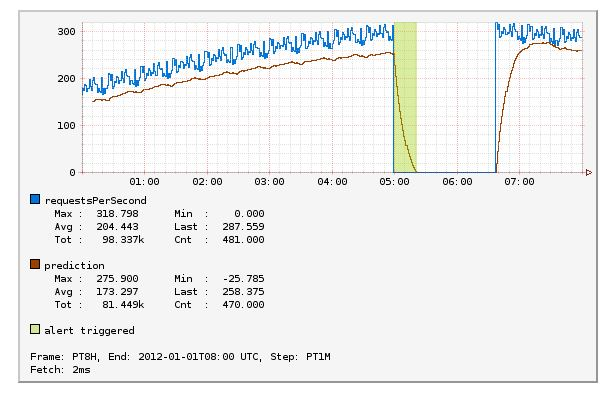 300
200
100
0
01:00 02:00 03:00 04:00 05:00 06:00 07:00
requestsPerSecond
Max : 318.798 Min : 0.000
Avg : 204.443 Last : 287.559
Tot : 98.337k Cnt : 481.000
prediction
Max : 275.900 Min : -25.785
Avg : 173.297 Last : 258.375
Tot : 81.449k Cnt : 470.000
alert triggered
Frame: PT8H, End: 2012-01-01T08:00 UTC, Step: PT1M
Fetch: 2ms